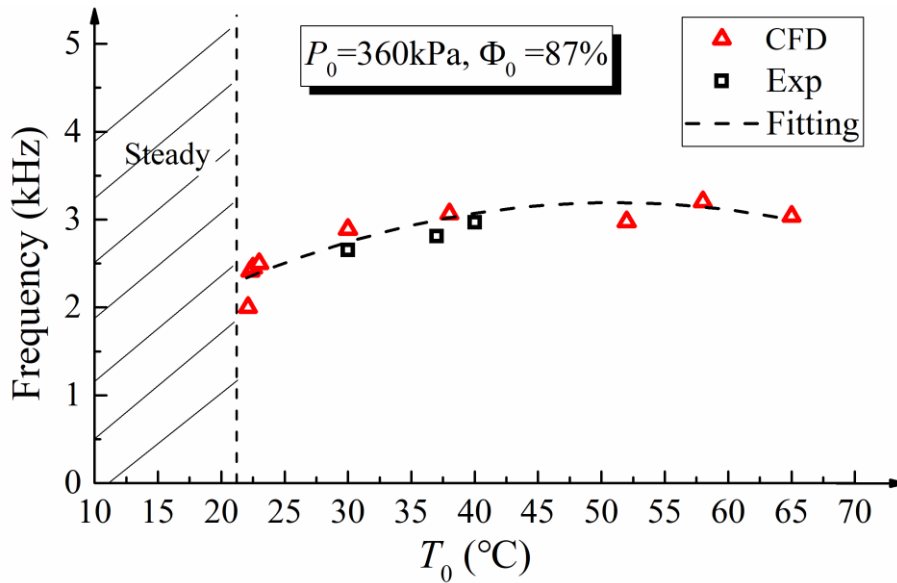 P₀=360kPa, Φ₀ =87%
CFD
Exp
Fitting
Steady
Frequency (kHz)
5
4
3
2
1
0
10 15 20 25 30 35 40 45 50 55 60 65 70
T₀ (°C)